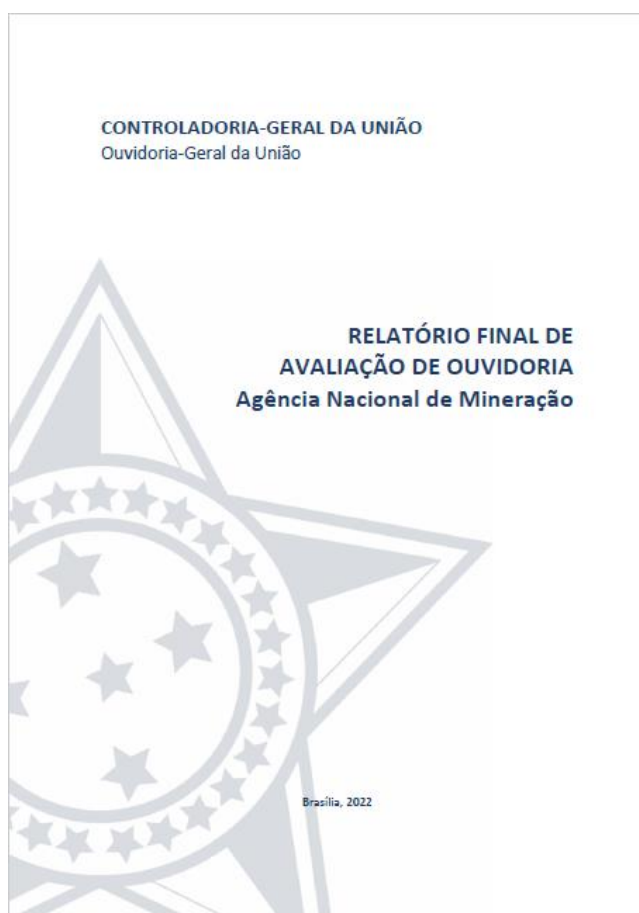 CONTROLADORIA-GERAL DA UNIÃO
Ouvidoria-Geral da União
RELATÓRIO FINAL DE
AVALIAÇÃO DE OUVIDORIA
Agência Nacional de Mineração
Brasília, 2022